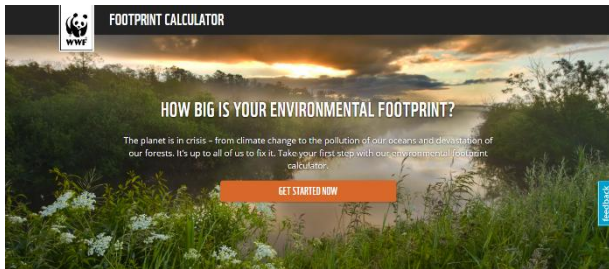 WWF
FOOTPRINT CALCULATOR
HOW BIG IS YOUR ENVIRONMENTAL FOOTPRINT?
The planet is in crisis – from climate change to the pollution of our oceans and devastation of
our forests. It's up to all of us to fix it. Take your first step with our environmental footprint
calculator.
GET STARTED NOW
feedback